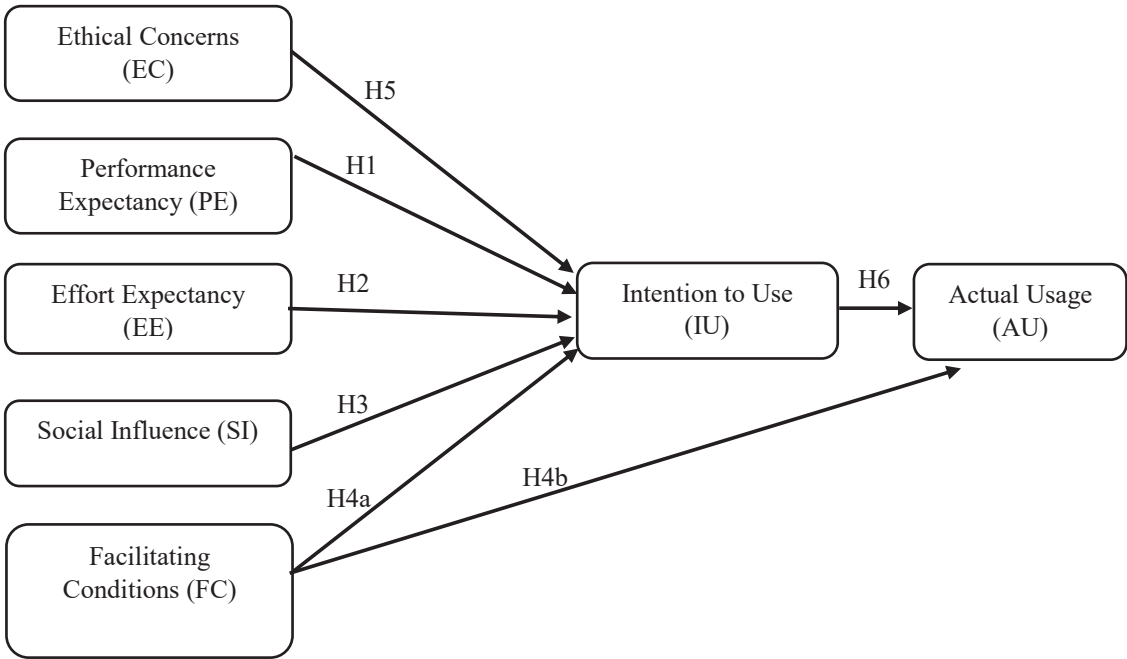 Ethical Concerns
(EC)
H5
Performance
Expectancy (PE)
H1
Effort Expectancy
(EE)
H2
Social Influence (SI)
H3
Facilitating
Conditions (FC)
H4a
H4b
Intention to Use
(IU)
H6
Actual Usage
(AU)